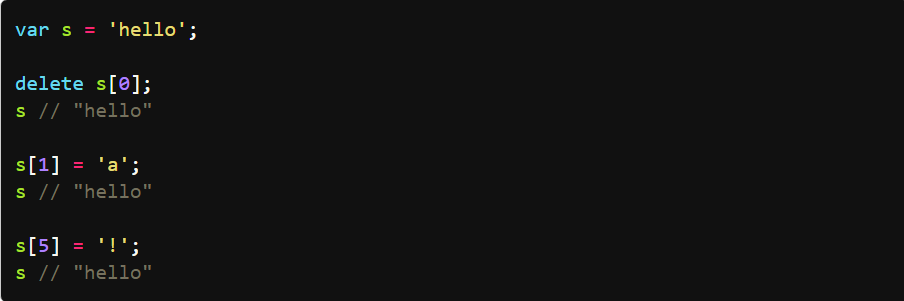 var s = 'hello';
delete s[0];
s // "hello"
s[1] = 'a';
s // "hello"
s[5] = '!';
s // "hello"